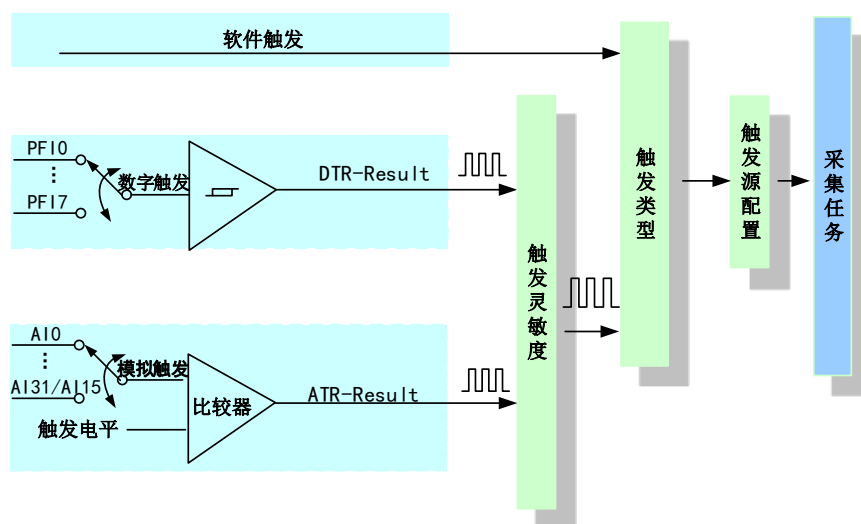 软件触发
PFI0
⋮
PFI7
数字触发
DTR-Result
AI0
⋮
AI31/AI15
模拟触发
触发电平
比较器
ATR-Result
触发灵敏度
触发类型
触发源配置
采集任务